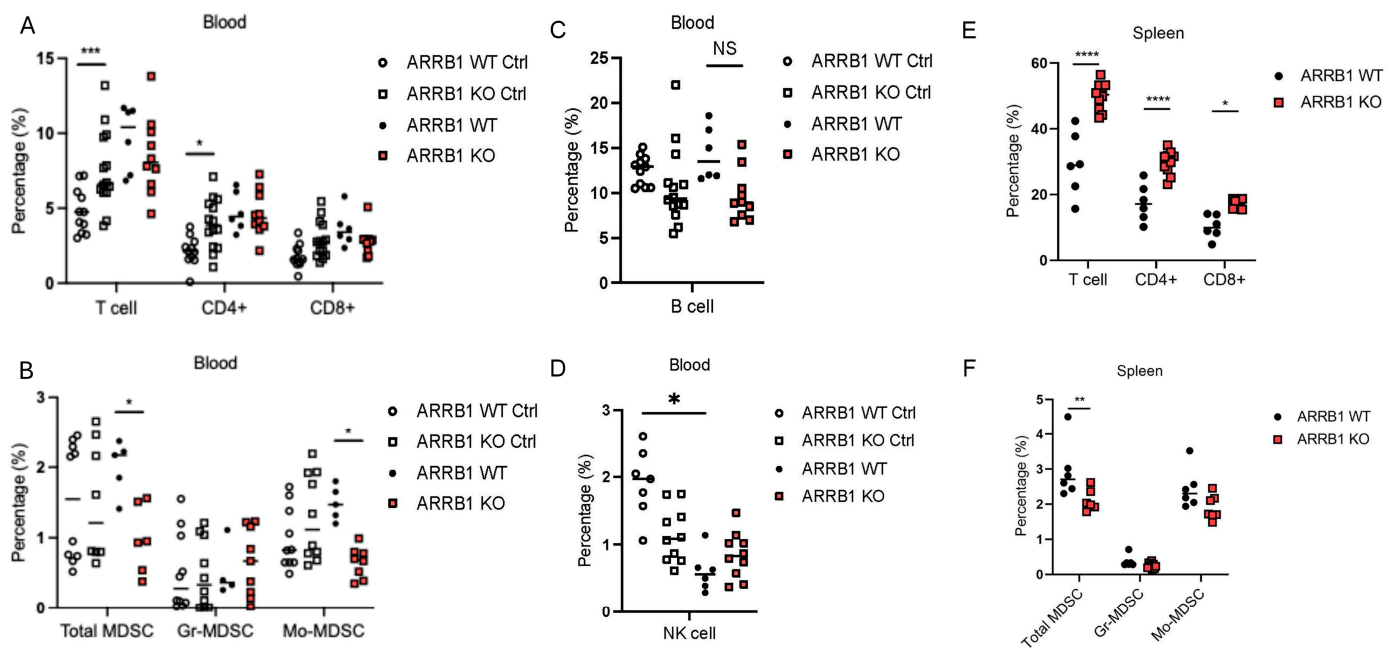 A
Blood
***
*
Percentage (%)
15
10
5
0
T cell
CD4+
CD8+
ARRB1 WT Ctrl
ARRB1 KO Ctrl
ARRB1 WT
ARRB1 KO
C
Blood
NS
Percentage (%)
25
20
15
10
5
0
B cell
ARRB1 WT Ctrl
ARRB1 KO Ctrl
ARRB1 WT
ARRB1 KO
E
Spleen
****
****
*
Percentage (%)
60
40
20
0
T cell
CD4+
CD8+
ARRB1 WT
ARRB1 KO
B
Blood
*
*
Percentage (%)
3
2
1
0
Total MDSC
Gr-MDSC
Mo-MDSC
ARRB1 WT Ctrl
ARRB1 KO Ctrl
ARRB1 WT
ARRB1 KO
D
Blood
*
Percentage (%)
3
2
1
0
NK cell
ARRB1 WT Ctrl
ARRB1 KO Ctrl
ARRB1 WT
ARRB1 KO
F
Spleen
**
Percentage (%)
5
4
3
2
1
0
Total MDSC
Gr-MDSC
Mo-MDSC
ARRB1 WT
ARRB1 KO